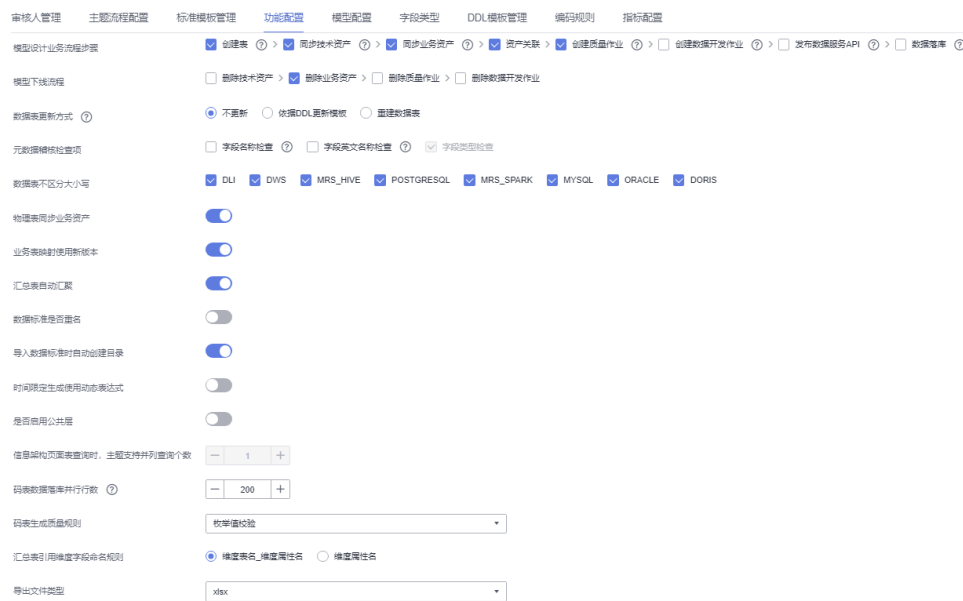 审核人管理 主题流程配置 标准模板管理 功能配置 模型配置 字段类型 DDL模板管理 编码规则 指标配置
模型设计业务流程步骤 创建表 ? > 同步技术资产 ? > 同步业务资产 ? > 资产关联 > 创建质量作业 ? > 创建数据开发作业 ? > 发布数据服务API ? > 数据落库 ?
模型下线流程 删除技术资产 > 删除业务资产 > 删除质量作业 > 删除数据开发作业
数据表更新方式 ? 不更新 依据DDL更新模板 重建数据表
元数据稽核检查项 字段名称检查 ? 字段英文名称检查 ? 字段类型检查
数据表不区分大小写 DLI DWS MRS_HIVE POSTGRESQL MRS_SPARK MYSQL ORACLE DORIS
物理表同步业务资产
业务表映射使用新版本
汇总表自动汇聚
数据标准是否重名
导入数据标准时自动创建目录
时间限定生成使用动态表达式
是否启用公共层
信息架构页面表查询时，主题支持并列查询个数 − 1 +
码表数据落库并行行数 ? − 200 +
码表生成质量规则 枚举值校验
汇总表引用维度字段命名规则 维度表名_维度属性名 维度属性名
导出文件类型 xlsx